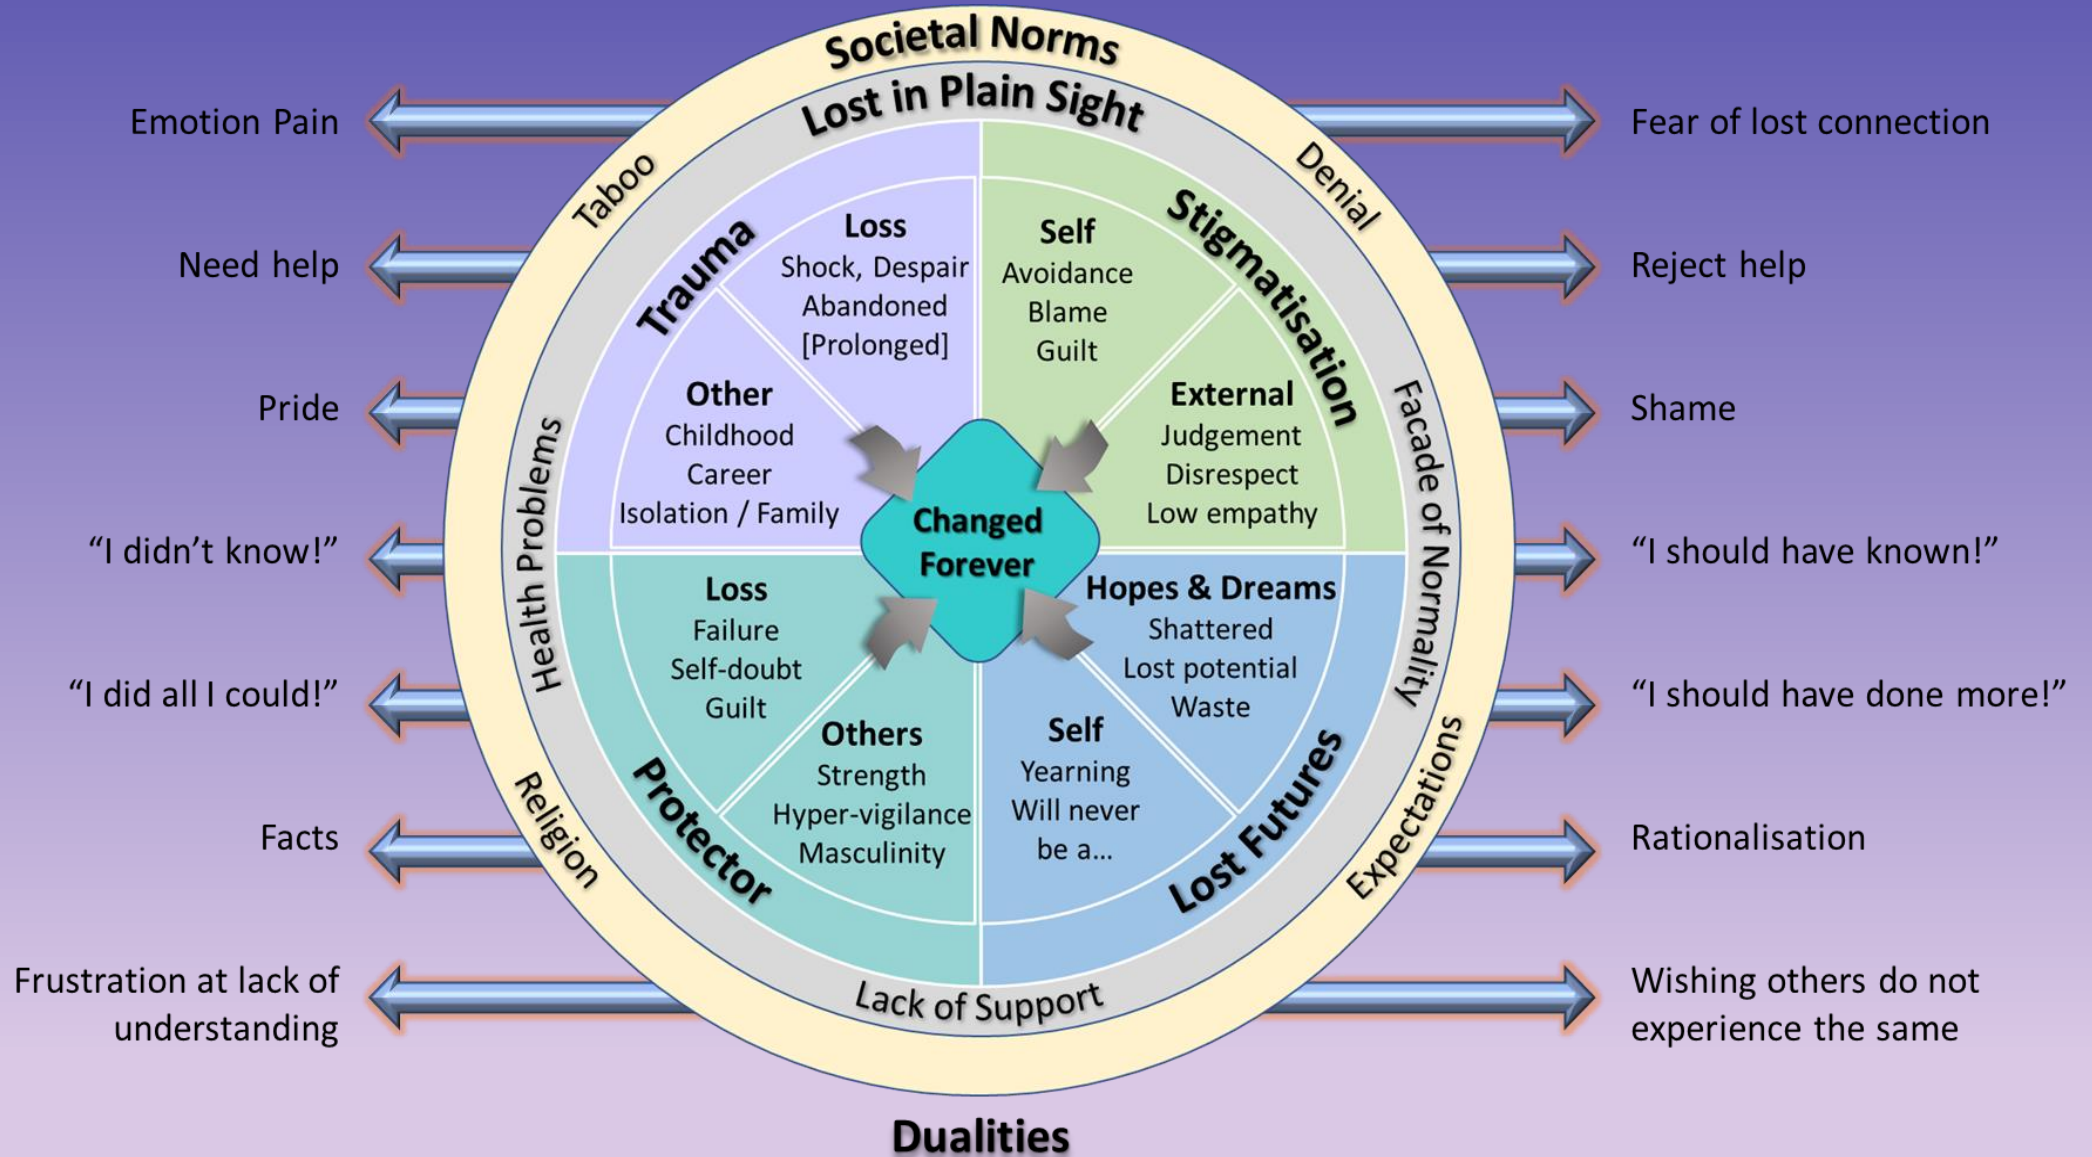 Societal Norms
Lost in Plain Sight
Taboo
Denial
Health Problems
Facade of Normality
Religion
Expectations
Lack of Support
Trauma
Loss
Shock, Despair
Abandoned
[Prolonged]
Other
Childhood
Career
Isolation / Family
Stigmatisation
Self
Avoidance
Blame
Guilt
External
Judgement
Disrespect
Low empathy
Changed
Forever
Protector
Loss
Failure
Self-doubt
Guilt
Others
Strength
Hyper-vigilance
Masculinity
Lost Futures
Hopes & Dreams
Shattered
Lost potential
Waste
Self
Yearning
Will never
be a...
Emotion Pain
Fear of lost connection
Need help
Reject help
Pride
Shame
“I didn’t know!”
“I should have known!”
“I did all I could!”
“I should have done more!”
Facts
Rationalisation
Frustration at lack of
understanding
Wishing others do not
experience the same
Dualities